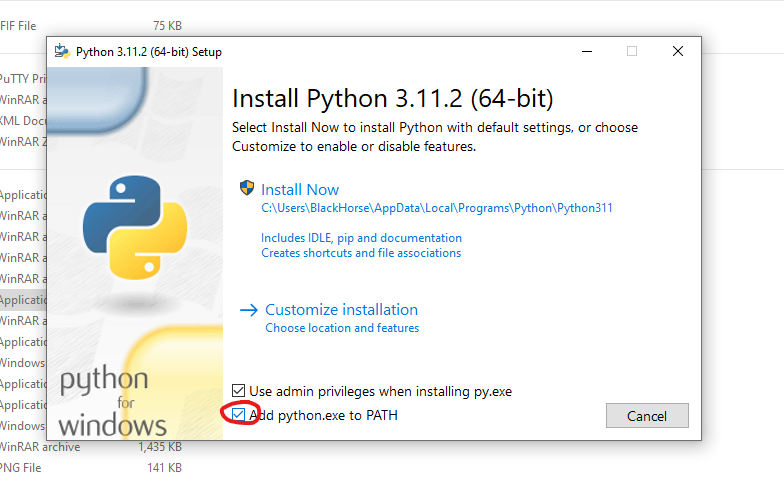 FIF File 75 KB
Python 3.11.2 (64-bit) Setup
PuTTY Pri
WinRAR a
XML Docu
WinRAR Z
Applicatio
WinRAR a
WinRAR a
WinRAR a
WinRAR a
Applicatio
WinRAR a
Applicatio
Windows
Applicatio
Applicatio
Windows
WinRAR archive 1,435 KB
PNG File 141 KB
Install Python 3.11.2 (64-bit)
Select Install Now to install Python with default settings, or choose
Customize to enable or disable features.
Install Now
C:\Users\BlackHorse\AppData\Local\Programs\Python\Python311
Includes IDLE, pip and documentation
Creates shortcuts and file associations
Customize installation
Choose location and features
python
for
windows
Use admin privileges when installing py.exe
Add python.exe to PATH
Cancel